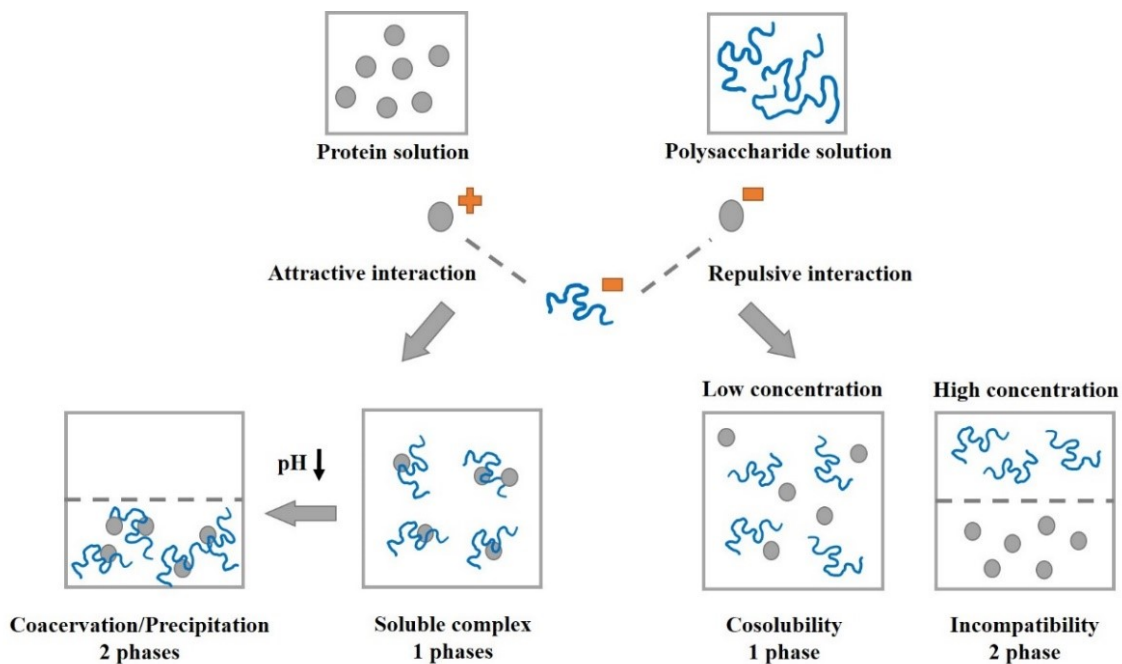 Protein solution
Polysaccharide solution
Attractive interaction
Repulsive interaction
Low concentration
High concentration
pH
Coacervation/Precipitation
2 phases
Soluble complex
1 phases
Cosolubility
1 phase
Incompatibility
2 phase